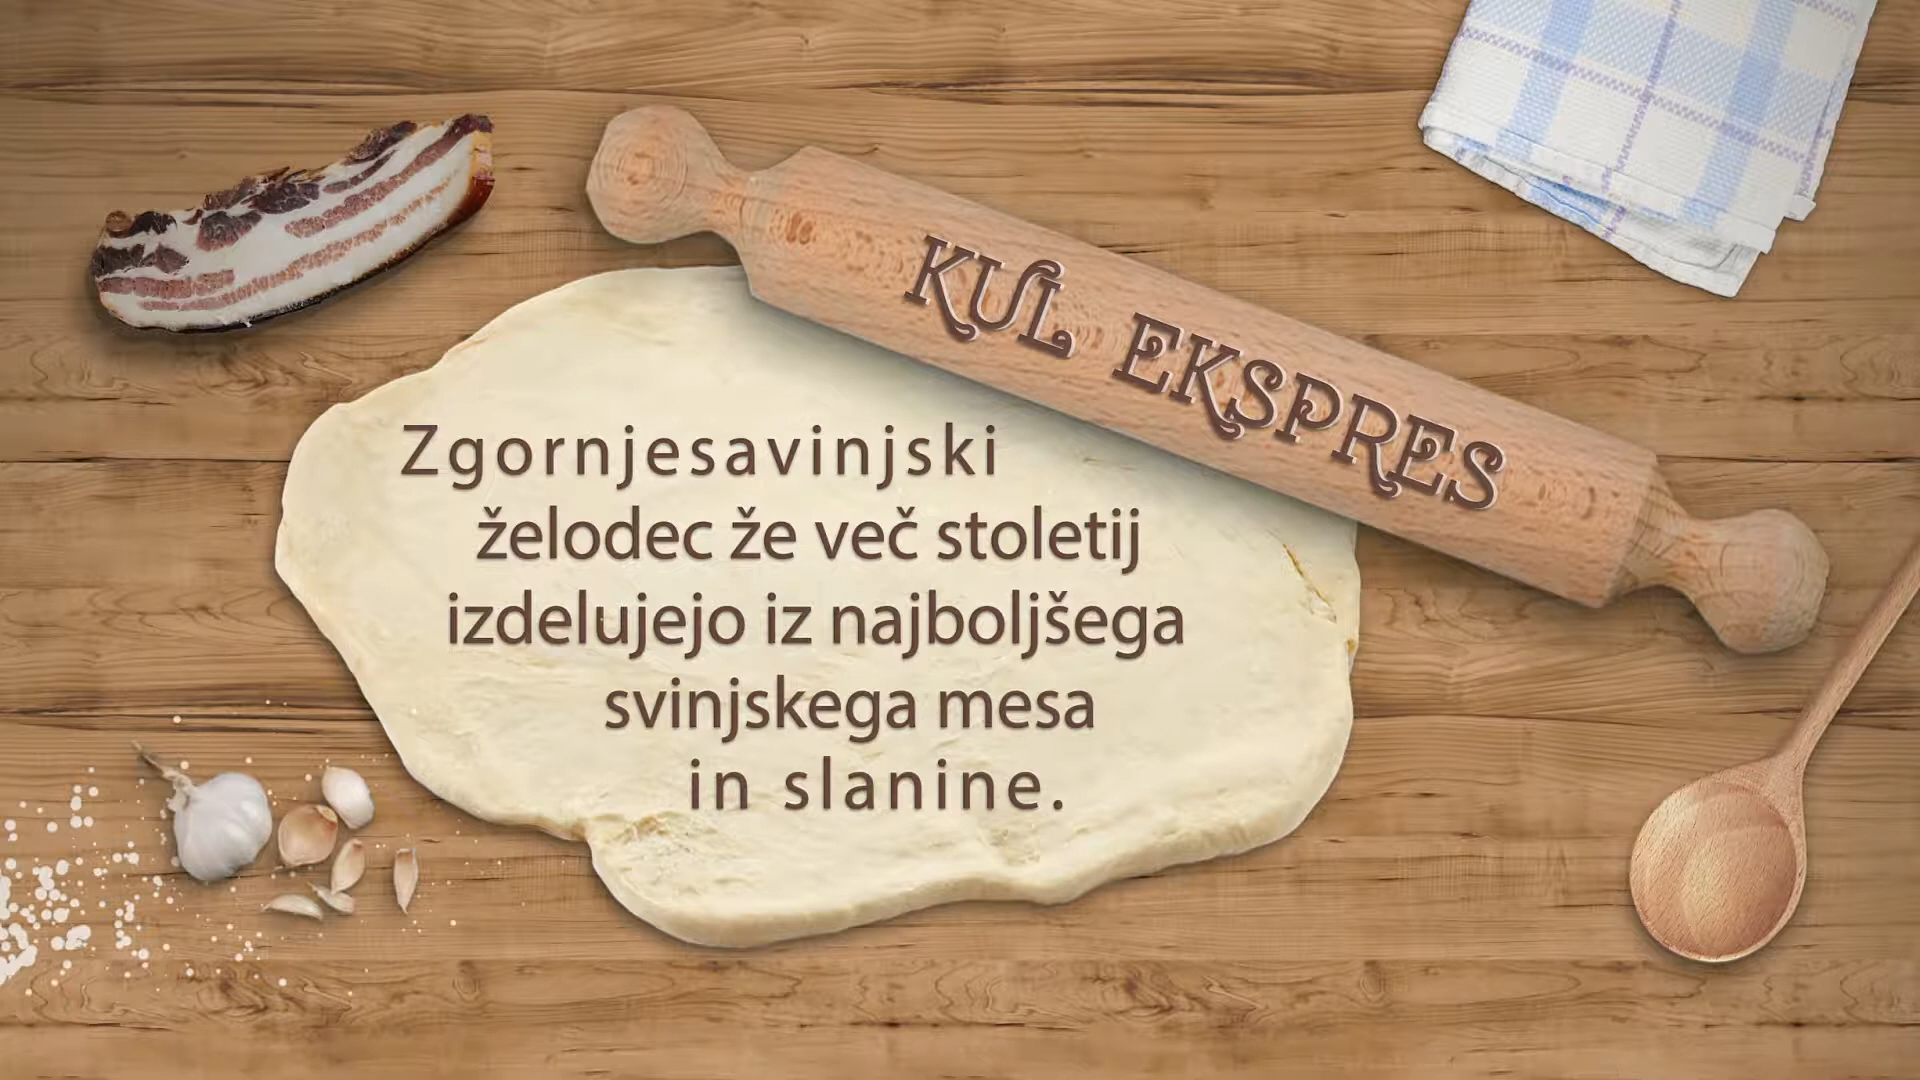 KUL EKSPRES
Zgornjesavinjski
želodec že več stoletij
izdelujejo iz najboljšega
svinjskega mesa
in slanine.